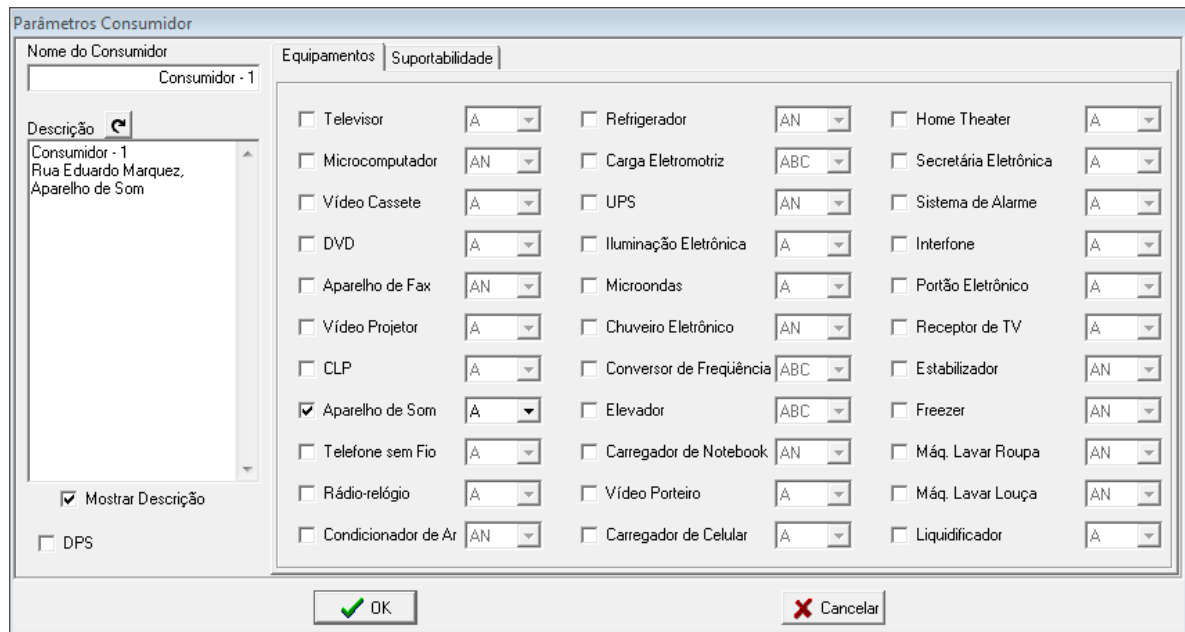 Parâmetros Consumidor
Nome do Consumidor
Consumidor - 1
Descrição
Consumidor - 1
Rua Eduardo Marquez,
Aparelho de Som
Mostrar Descrição
DPS
Equipamentos Suportabilidade
Televisor A Refrigerador AN Home Theater A
Microcomputador AN Carga Eletromotriz ABC Secretária Eletrônica A
Vídeo Cassete A UPS AN Sistema de Alarme A
DVD A Iluminação Eletrônica A Interfone A
Aparelho de Fax AN Microondas A Portão Eletrônico A
Vídeo Projetor A Chuveiro Eletrônico AN Receptor de TV A
CLP A Conversor de Freqüência ABC Estabilizador AN
Aparelho de Som A Elevador ABC Freezer AN
Telefone sem Fio A Carregador de Notebook AN Máq. Lavar Roupa AN
Rádio-relógio A Vídeo Porteiro A Máq. Lavar Louça AN
Condicionador de Ar AN Carregador de Celular A Liquidificador A
OK Cancelar